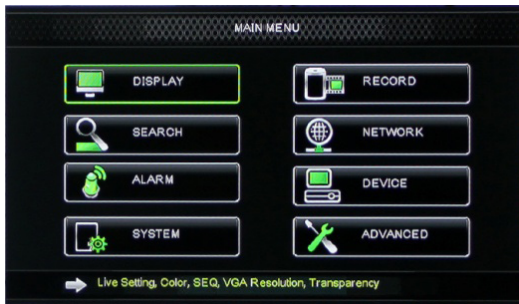 MAIN MENU
DISPLAY
RECORD
SEARCH
NETWORK
ALARM
DEVICE
SYSTEM
ADVANCED
Live Setting, Color, SEQ, VGA Resolution, Transparency